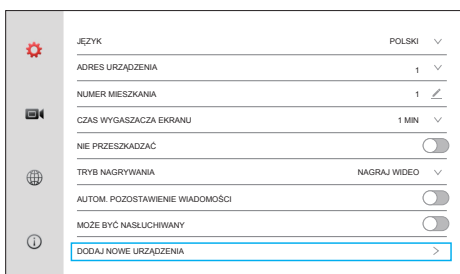 JĘZYK POLSKI
ADRES URZĄDZENIA 1
NUMER MIESZKANIA 1
CZAS WYGASZACZA EKRANU 1 MIN
NIE PRZESZKADZAĆ
TRYB NAGRYWANIA NAGRAJ WIDEO
AUTOM. POZOSTAWIENIE WIADOMOŚCI
MOŻE BYĆ NASŁUCHIWANY
DODAJ NOWE URZĄDZENIA